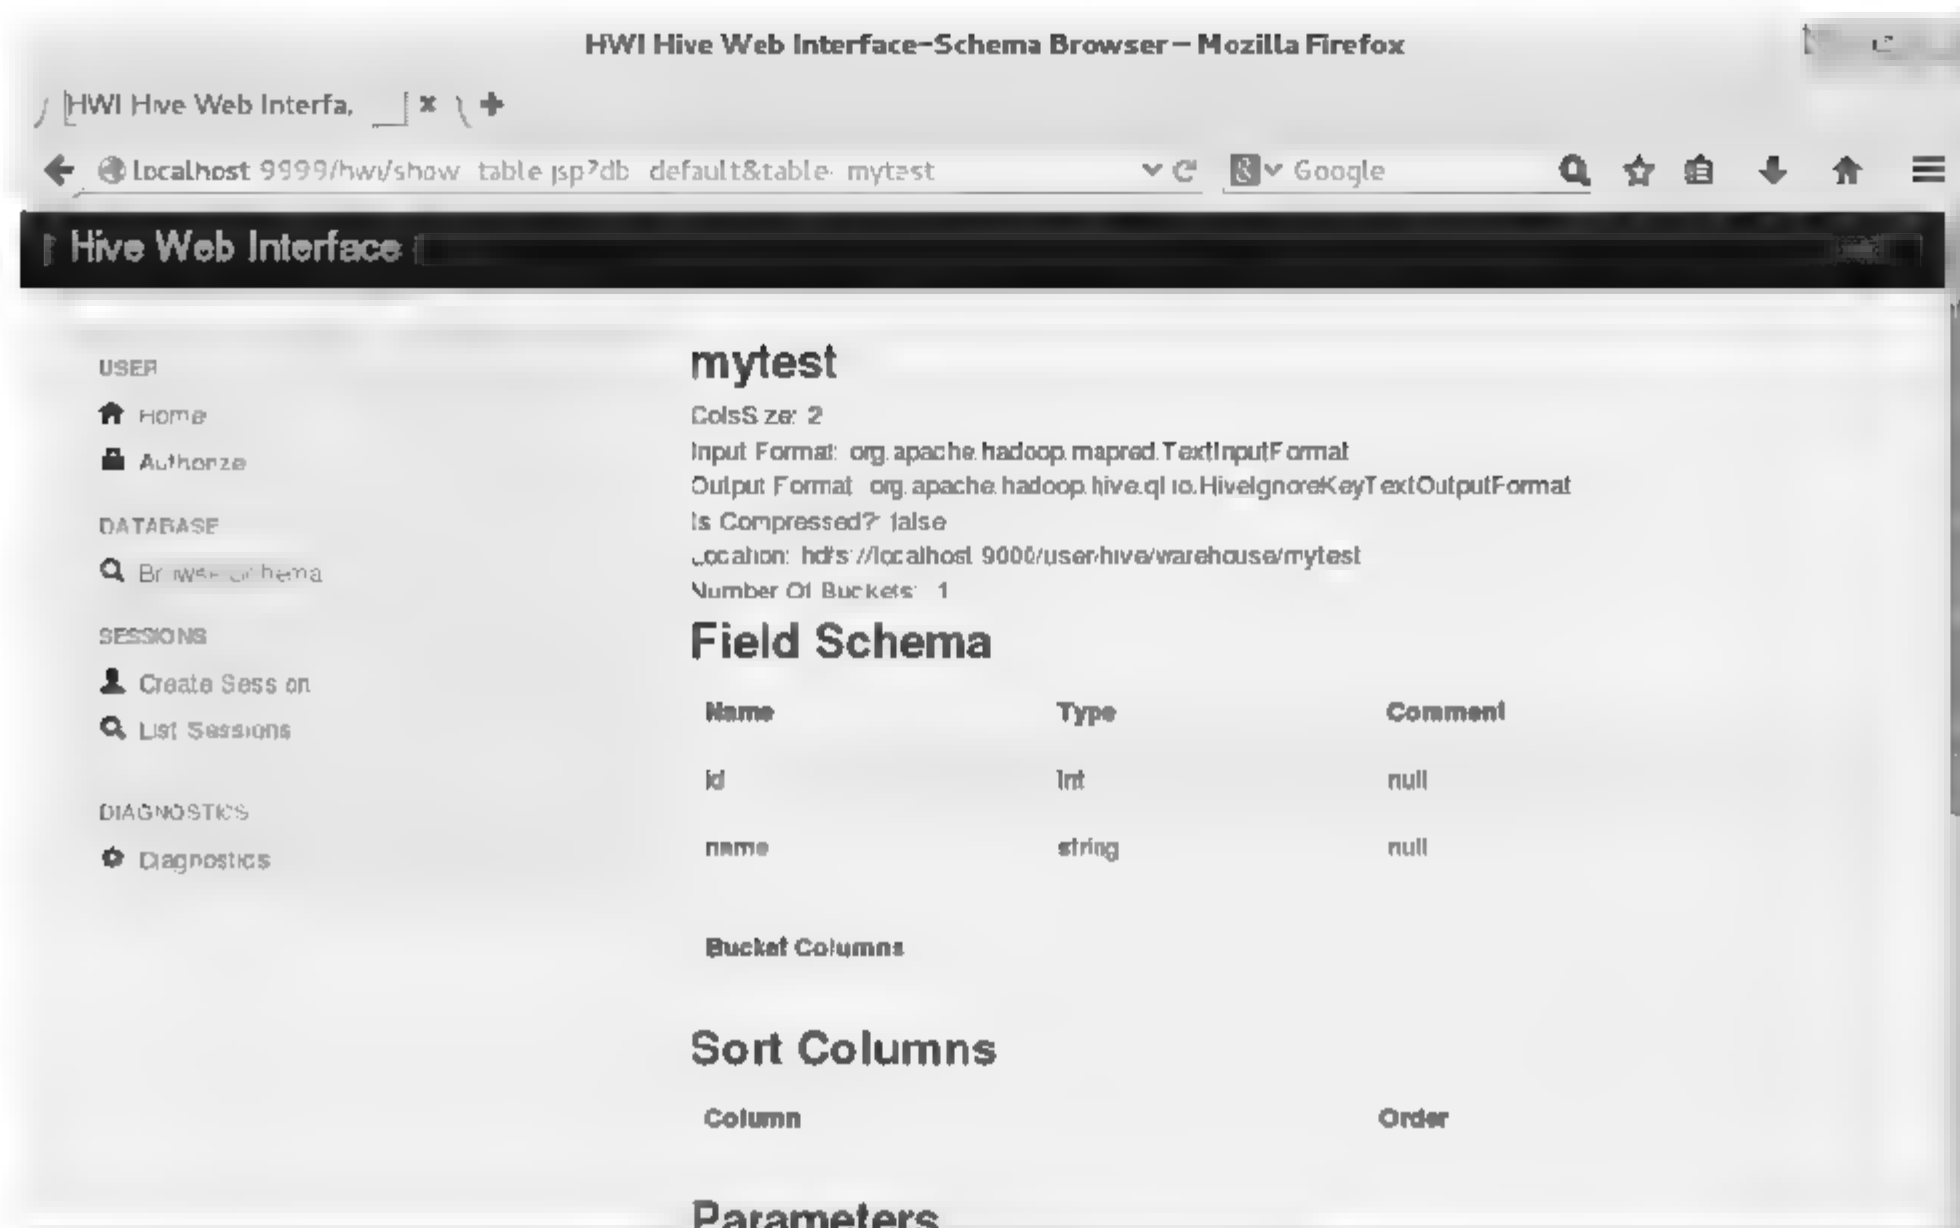 HWI Hive Web Interface-Schema Browser – Mozilla Firefox
HWI Hive Web Interfa.
localhost 9999/hwi/show_table jsp?db default&table mytest
Google
Hive Web Interface
USER
Home
Authorize
DATABASE
Browse Schema
SESSIONS
Create Session
List Sessions
DIAGNOSTICS
Diagnostics
mytest
ColsSize: 2
Input Format: org.apache.hadoop.mapred.TextInputFormat
Output Format: org.apache.hadoop.hive.ql.io.HiveIgnoreKeyTextOutputFormat
Is Compressed?: false
Location: hdfs://localhost:9000/user/hive/warehouse/mytest
Number Of Buckets: -1
Field Schema
Name Type Comment
id int null
name string null
Bucket Columns
Sort Columns
Column Order
Parameters